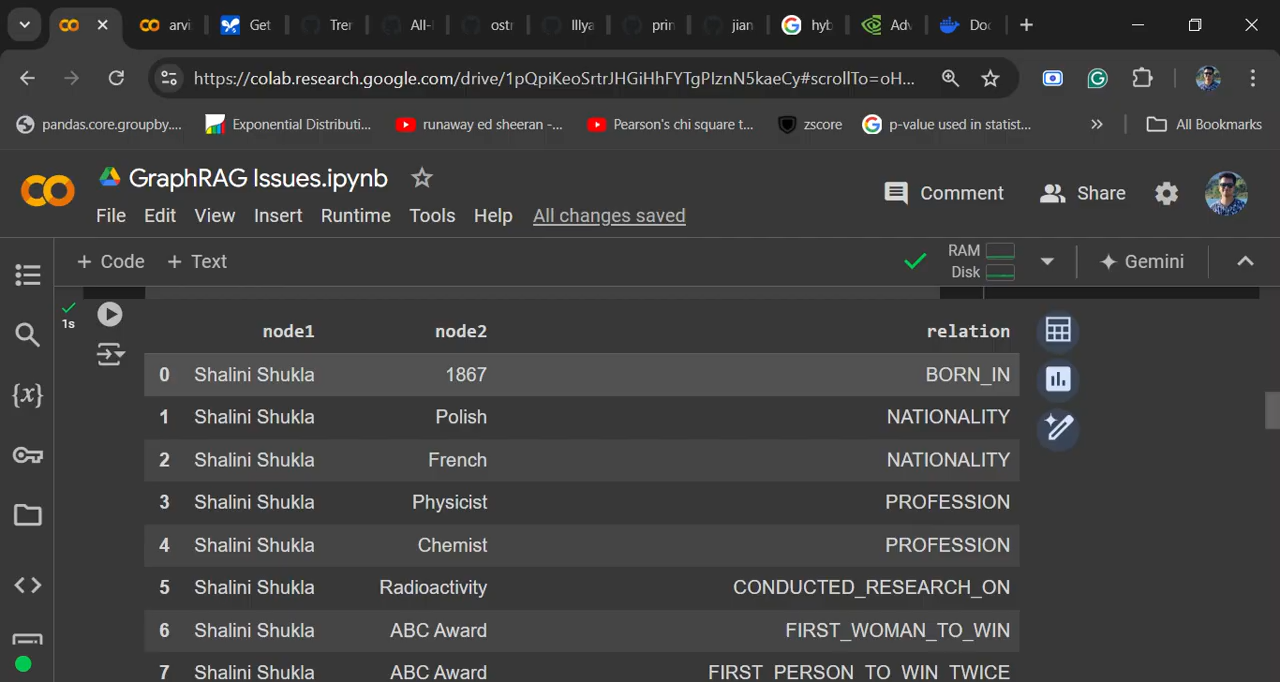 arvi
Get
Trer
All-I
ostr
Illya
prin
jian
hyb
Adv
Doc
https://colab.research.google.com/drive/1pQpiKeoSrtrJHGiHhFYTgPIznN5kaeCy#scrollTo=oH...
pandas.core.groupby....
Exponential Distributi...
runaway ed sheeran -...
Pearson's chi square t...
zscore
p-value used in statist...
All Bookmarks
GraphRAG Issues.ipynb
Comment
Share
File Edit View Insert Runtime Tools Help All changes saved
+ Code + Text
RAM
Disk
Gemini
1s
node1 node2 relation
0 Shalini Shukla 1867 BORN_IN
1 Shalini Shukla Polish NATIONALITY
2 Shalini Shukla French NATIONALITY
3 Shalini Shukla Physicist PROFESSION
4 Shalini Shukla Chemist PROFESSION
5 Shalini Shukla Radioactivity CONDUCTED_RESEARCH_ON
6 Shalini Shukla ABC Award FIRST_WOMAN_TO_WIN
7 Shalini Shukla ABC Award FIRST_PERSON_TO_WIN_TWICE
{x}